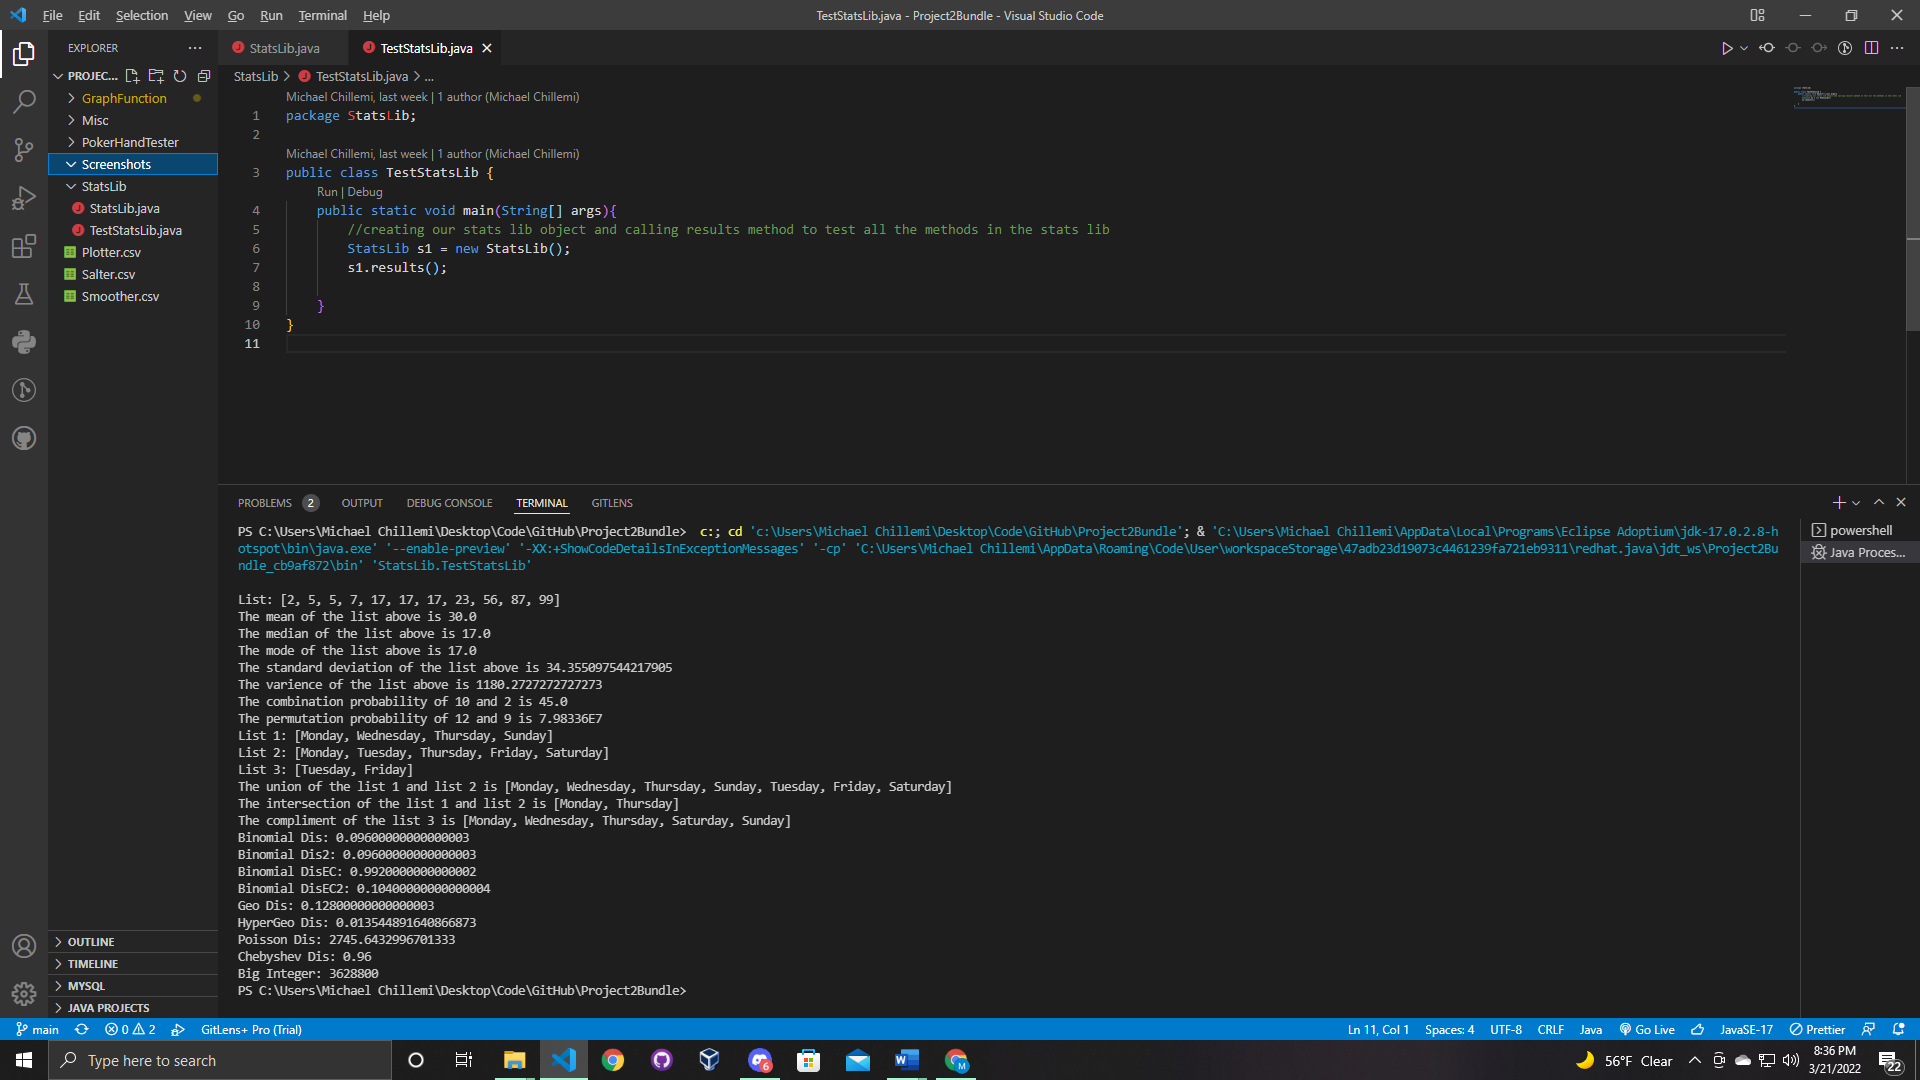 File Edit Selection View Go Run Terminal Help
TestStatsLib.java - Project2Bundle - Visual Studio Code
EXPLORER
PROJEC...
GraphFunction
Misc
PokerHandTester
Screenshots
StatsLib
StatsLib.java
TestStatsLib.java
Plotter.csv
Salter.csv
Smoother.csv
OUTLINE
TIMELINE
MYSQL
JAVA PROJECTS
StatsLib.java TestStatsLib.java
StatsLib > TestStatsLib.java > ...
Michael Chillemi, last week | 1 author (Michael Chillemi)
1 package StatsLib;
2
Michael Chillemi, last week | 1 author (Michael Chillemi)
3 public class TestStatsLib {
Run | Debug
4 public static void main(String[] args){
5 //creating our stats lib object and calling results method to test all the methods in the stats lib
6 StatsLib s1 = new StatsLib();
7 s1.results();
8
9 }
10 }
11
PROBLEMS 2 OUTPUT DEBUG CONSOLE TERMINAL GITLENS
PS C:\Users\Michael Chillemi\Desktop\Code\GitHub\Project2Bundle> c:; cd 'c:\Users\Michael Chillemi\Desktop\Code\GitHub\Project2Bundle'; & 'C:\Users\Michael Chillemi\AppData\Local\Programs\Eclipse Adoptium\jdk-17.0.2.8-h
otspot\bin\java.exe' '--enable-preview' '-XX:+ShowCodeDetailsInExceptionMessages' '-cp' 'C:\Users\Michael Chillemi\AppData\Roaming\Code\User\workspaceStorage\47adb23d19073c4461239fa721eb9311\redhat.java\jdt_ws\Project2Bu
ndle_cb9af872\bin' 'StatsLib.TestStatsLib'
List: [2, 5, 5, 7, 17, 17, 17, 23, 56, 87, 99]
The mean of the list above is 30.0
The median of the list above is 17.0
The mode of the list above is 17.0
The standard deviation of the list above is 34.355097544217905
The varience of the list above is 1180.2727272727273
The combination probability of 10 and 2 is 45.0
The permutation probability of 12 and 9 is 7.98336E7
List 1: [Monday, Wednesday, Thursday, Sunday]
List 2: [Monday, Tuesday, Thursday, Friday, Saturday]
List 3: [Tuesday, Friday]
The union of the list 1 and list 2 is [Monday, Wednesday, Thursday, Sunday, Tuesday, Friday, Saturday]
The intersection of the list 1 and list 2 is [Monday, Thursday]
The compliment of the list 3 is [Monday, Wednesday, Thursday, Saturday, Sunday]
Binomial Dis: 0.09600000000000003
Binomial Dis2: 0.09600000000000003
Binomial DisEC: 0.9920000000000002
Binomial DisEC2: 0.10400000000000004
Geo Dis: 0.12800000000000003
HyperGeo Dis: 0.013544891640866873
Poisson Dis: 2745.6432996701333
Chebyshev Dis: 0.96
Big Integer: 3628800
PS C:\Users\Michael Chillemi\Desktop\Code\GitHub\Project2Bundle>
powershell
Java Proces...
main 0 2 GitLens+ Pro (Trial)
Ln 11, Col 1 Spaces: 4 UTF-8 CRLF Java Go Live JavaSE-17 Prettier
Type here to search
6
56°F Clear
8:36 PM
3/21/2022
22